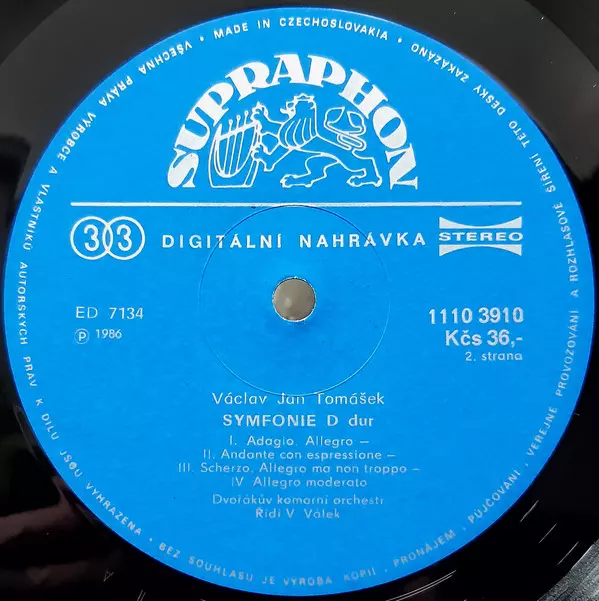 SUPRAPHON
33 DIGITÁLNÍ NAHRÁVKA STEREO
ED 7134
℗ 1986
1110 3910
Kčs 36,-
2. strana
Václav Jan Tomášek
SYMFONIE D dur
I. Adagio. Allegro –
II. Andante con espressione –
III. Scherzo. Allegro ma non troppo –
IV Allegro moderato
Dvořákův komorní orchestr
Řídí V. Válek
MADE IN CZECHOSLOVAKIA • VŠECHNA PRÁVA VÝROBCE A VLASTNÍKŮ AUTORSKÝCH PRÁV K DÍLU JSOU VYHRAZENA • BEZ SOUHLASU JE VÝROBA KOPIÍ • PRONÁJEM • PŮJČOVÁNÍ • VEŘEJNÉ PROVOZOVÁNÍ A ROZHLASOVÉ ŠÍŘENÍ TÉTO DESKY ZAKÁZÁNO